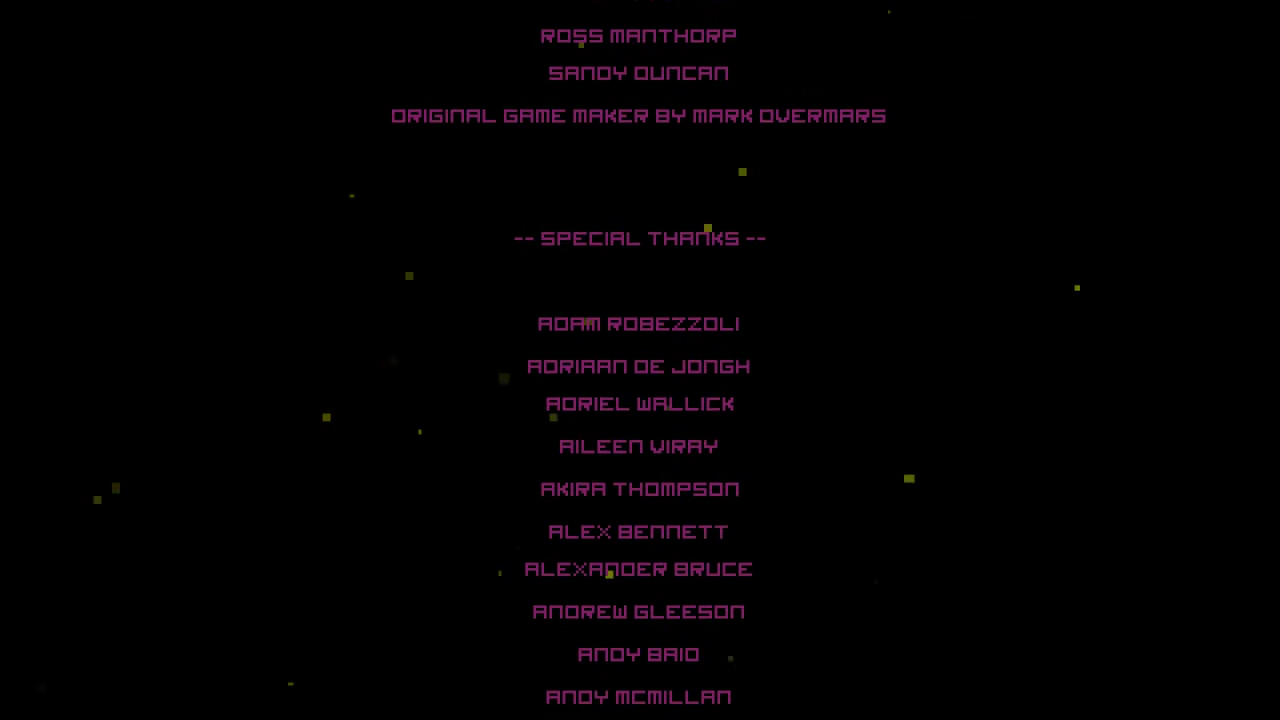 ROSS MANTHORP
SANDY DUNCAN
ORIGINAL GAME MAKER BY MARK OVERMARS
-- SPECIAL THANKS --
ADAM ROBEZZOLI
ADRIAAN DE JONGH
ADRIEL WALLICK
AILEEN VIRAY
AKIRA THOMPSON
ALEX BENNETT
ALEXANDER BRUCE
ANDREW GLEESON
ANDY BAIO
ANDY MCMILLAN